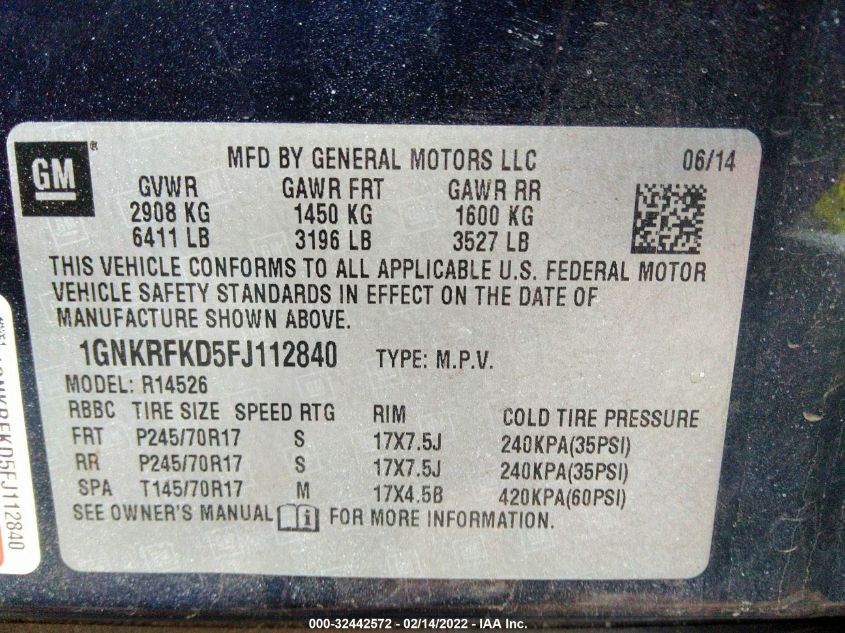 GM
®
MFD BY GENERAL MOTORS LLC 06/14
GVWR GAWR FRT GAWR RR
2908 KG 1450 KG 1600 KG
6411 LB 3196 LB 3527 LB
THIS VEHICLE CONFORMS TO ALL APPLICABLE U.S. FEDERAL MOTOR
VEHICLE SAFETY STANDARDS IN EFFECT ON THE DATE OF
MANUFACTURE SHOWN ABOVE.
1GNKRFKD5FJ112840 TYPE: M.P.V.
MODEL: R14526
RBBC TIRE SIZE SPEED RTG RIM COLD TIRE PRESSURE
FRT P245/70R17 S 17X7.5J 240KPA(35PSI)
RR P245/70R17 S 17X7.5J 240KPA(35PSI)
SPA T145/70R17 M 17X4.5B 420KPA(60PSI)
SEE OWNER'S MANUAL FOR MORE INFORMATION.
1GNKRFKD5FJ112840
000-32442572 - 02/14/2022 - IAA Inc.